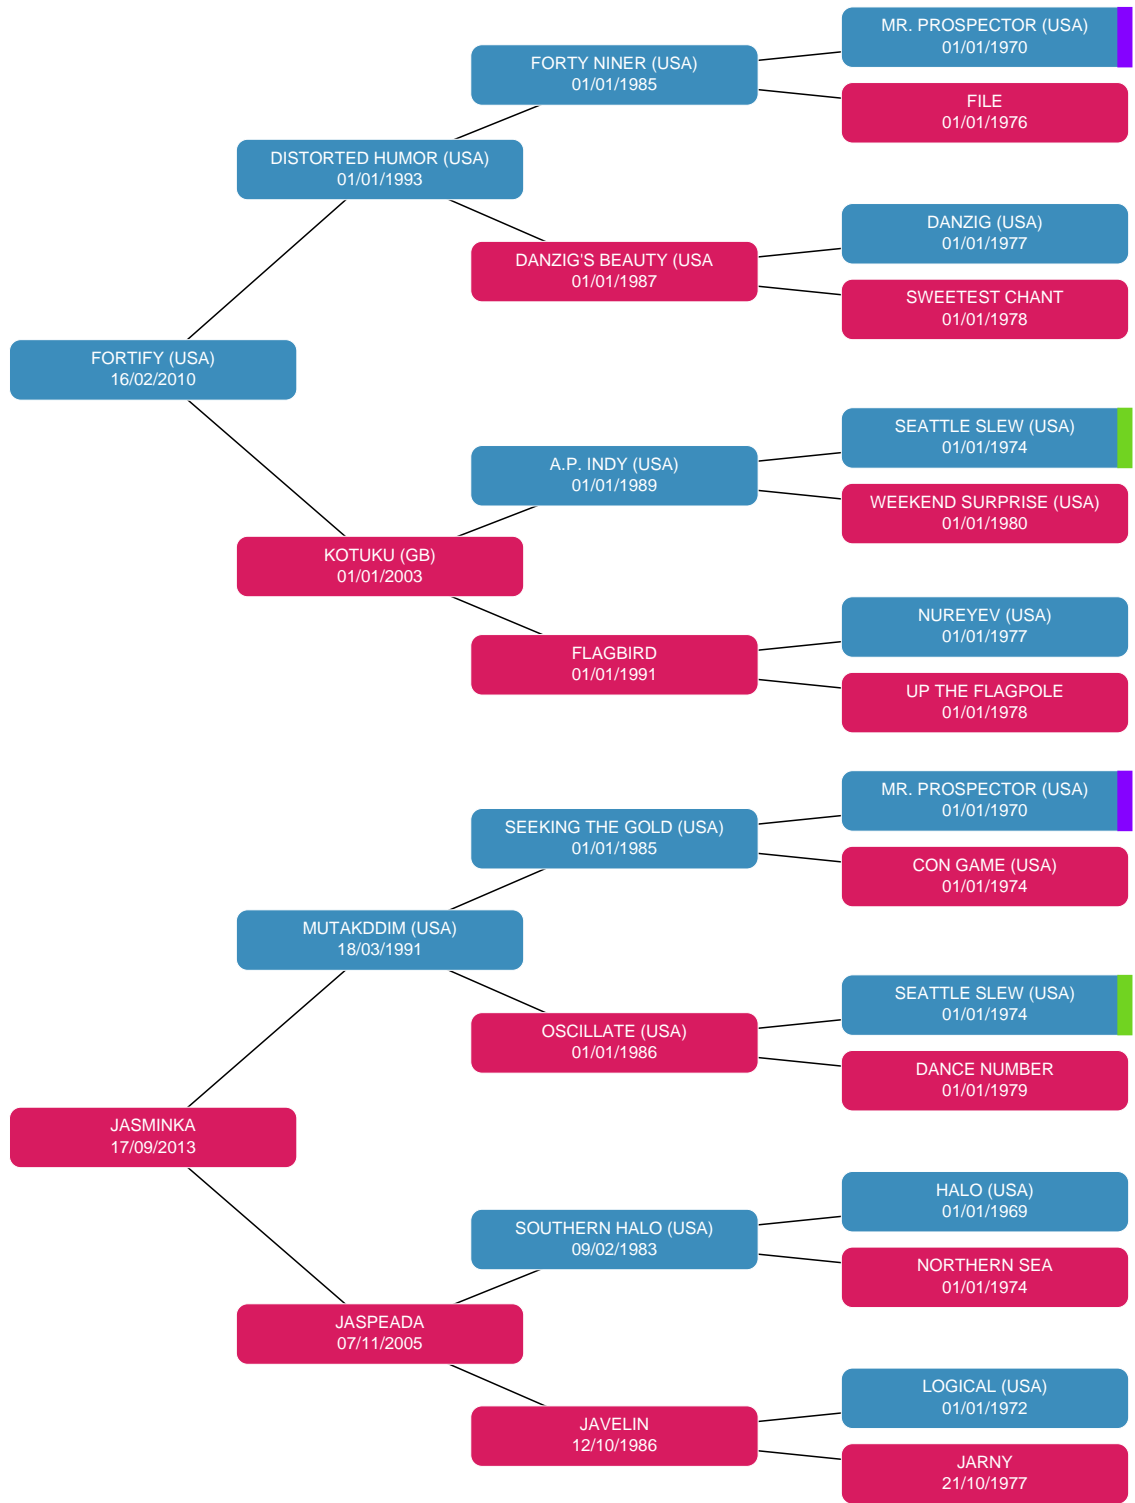 MR. PROSPECTOR (USA)
01/01/1970
FORTY NINER (USA)
01/01/1985
FILE
01/01/1976
DISTORTED HUMOR (USA)
01/01/1993
DANZIG (USA)
01/01/1977
DANZIG'S BEAUTY (USA
01/01/1987
SWEETEST CHANT
01/01/1978
FORTIFY (USA)
16/02/2010
SEATTLE SLEW (USA)
01/01/1974
A.P. INDY (USA)
01/01/1989
WEEKEND SURPRISE (USA)
01/01/1980
KOTUKU (GB)
01/01/2003
NUREYEV (USA)
01/01/1977
FLAGBIRD
01/01/1991
UP THE FLAGPOLE
01/01/1978
MR. PROSPECTOR (USA)
01/01/1970
SEEKING THE GOLD (USA)
01/01/1985
CON GAME (USA)
01/01/1974
MUTAKDDIM (USA)
18/03/1991
SEATTLE SLEW (USA)
01/01/1974
OSCILLATE (USA)
01/01/1986
DANCE NUMBER
01/01/1979
JASMINKA
17/09/2013
HALO (USA)
01/01/1969
SOUTHERN HALO (USA)
09/02/1983
NORTHERN SEA
01/01/1974
JASPEADA
07/11/2005
LOGICAL (USA)
01/01/1972
JAVELIN
12/10/1986
JARNY
21/10/1977